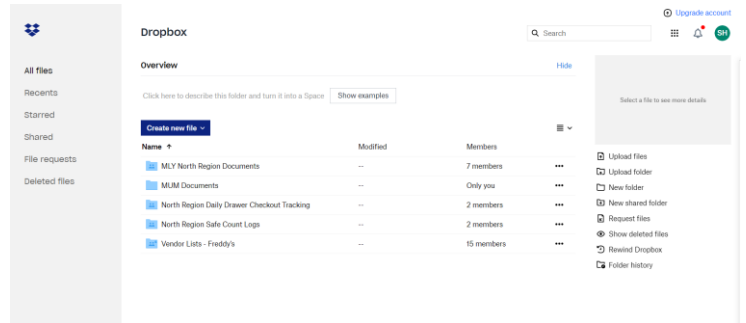 Upgrade account
Dropbox
Search
SH
All files
Recents
Starred
Shared
File requests
Deleted files
Overview
Hide
Click here to describe this folder and turn it into a Space
Show examples
Create new file
Name ↑ Modified Members
MLY North Region Documents -- 7 members •••
MUM Documents -- Only you •••
North Region Daily Drawer Checkout Tracking -- 2 members •••
North Region Safe Count Logs -- 2 members •••
Vendor Lists - Freddy's -- 15 members •••
Select a file to see more details
Upload files
Upload folder
New folder
New shared folder
Request files
Show deleted files
Rewind Dropbox
Folder history